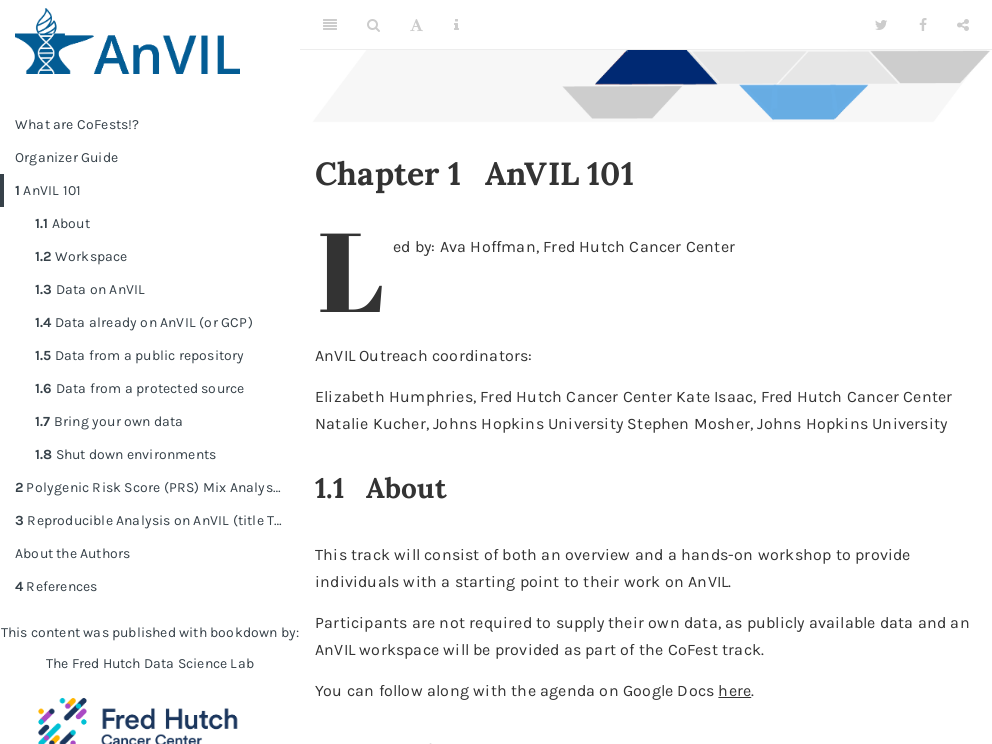 AnVIL
What are CoFests!?
Organizer Guide
1 AnVIL 101
1.1 About
1.2 Workspace
1.3 Data on AnVIL
1.4 Data already on AnVIL (or GCP)
1.5 Data from a public repository
1.6 Data from a protected source
1.7 Bring your own data
1.8 Shut down environments
2 Polygenic Risk Score (PRS) Mix Analys...
3 Reproducible Analysis on AnVIL (title T...
About the Authors
4 References
This content was published with bookdown by:
The Fred Hutch Data Science Lab
Fred Hutch
Cancer Center
A
Chapter 1 AnVIL 101
Led by: Ava Hoffman, Fred Hutch Cancer Center
AnVIL Outreach coordinators:
Elizabeth Humphries, Fred Hutch Cancer Center Kate Isaac, Fred Hutch Cancer Center
Natalie Kucher, Johns Hopkins University Stephen Mosher, Johns Hopkins University
1.1 About
This track will consist of both an overview and a hands-on workshop to provide
individuals with a starting point to their work on AnVIL.
Participants are not required to supply their own data, as publicly available data and an
AnVIL workspace will be provided as part of the CoFest track.
You can follow along with the agenda on Google Docs here.